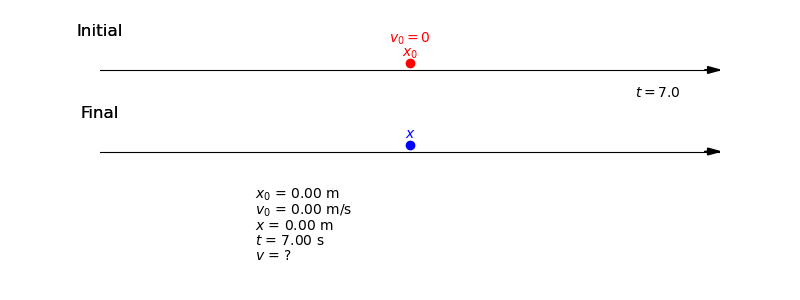 Initial
v₀ = 0
x₀
t = 7.0
Final
x
x₀ = 0.00 m
v₀ = 0.00 m/s
x = 0.00 m
t = 7.00 s
v = ?